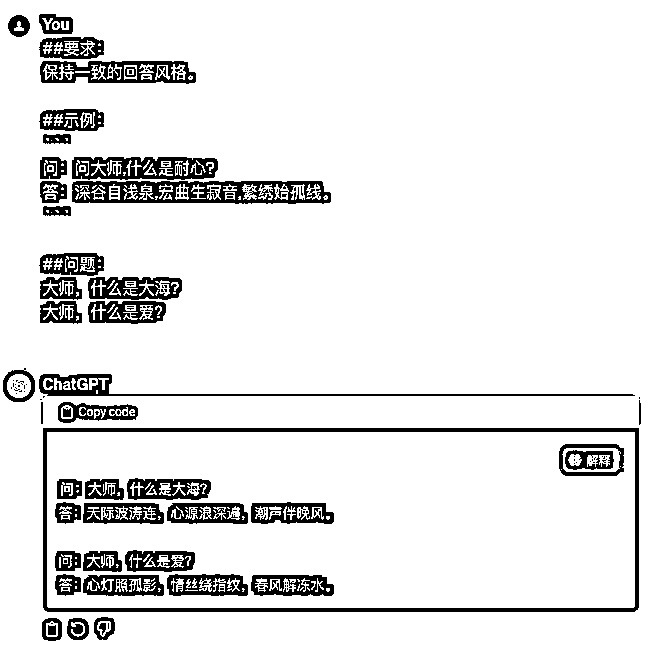 You
##要求：
保持一致的回答风格。
##示例：
"""
问：问大师,什么是耐心?
答：深谷自浅泉,宏曲生寂音,繁绣始孤线。
"""
##问题：
大师，什么是大海?
大师，什么是爱?
ChatGPT
Copy code
解释
问：大师，什么是大海?
答：天际波涛连，心源浪深邃，潮声伴晚风。
问：大师，什么是爱?
答：心灯照孤影，情丝绕指纹，春风解冻水。